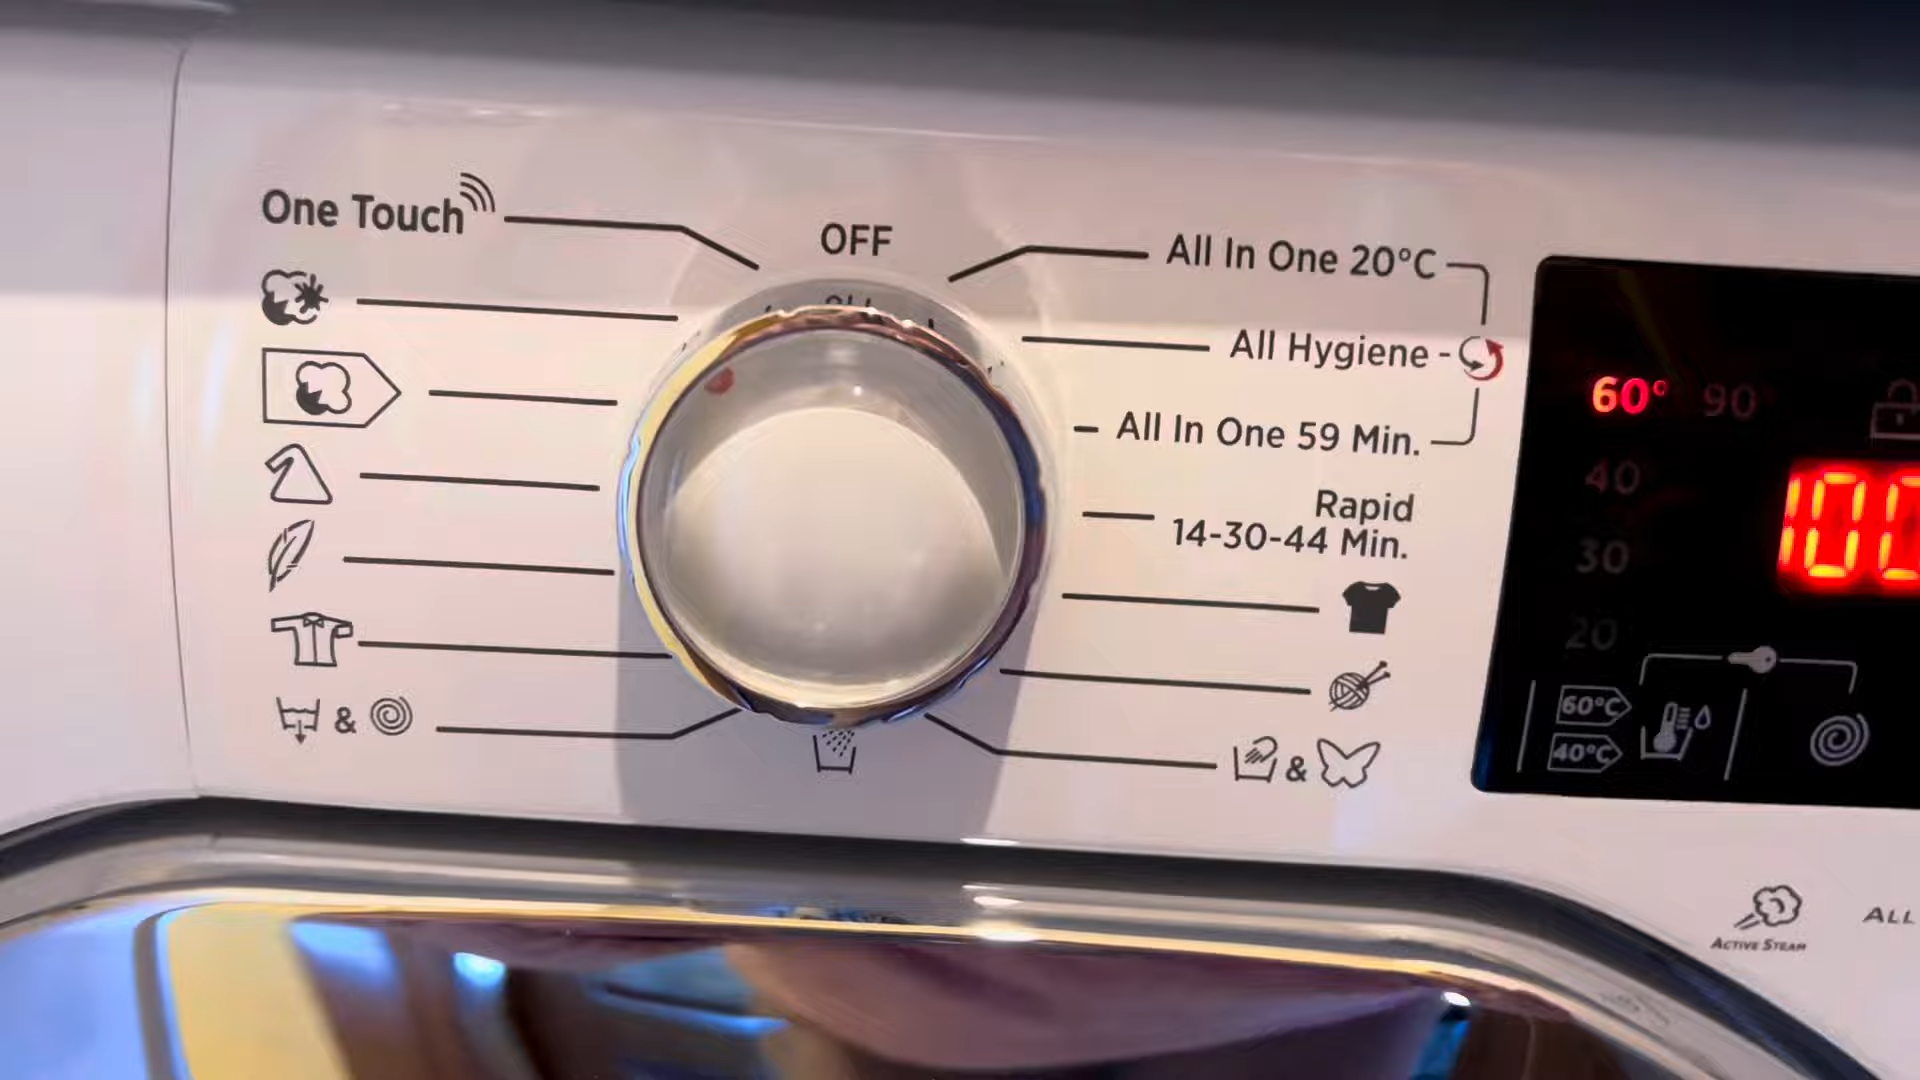 One Touch
OFF
All In One 20°C
All Hygiene -
All In One 59 Min.
Rapid
14-30-44 Min.
&
&
60° 90
40
30
20
60°C
40°C
ACTIVE STEAM
ALL